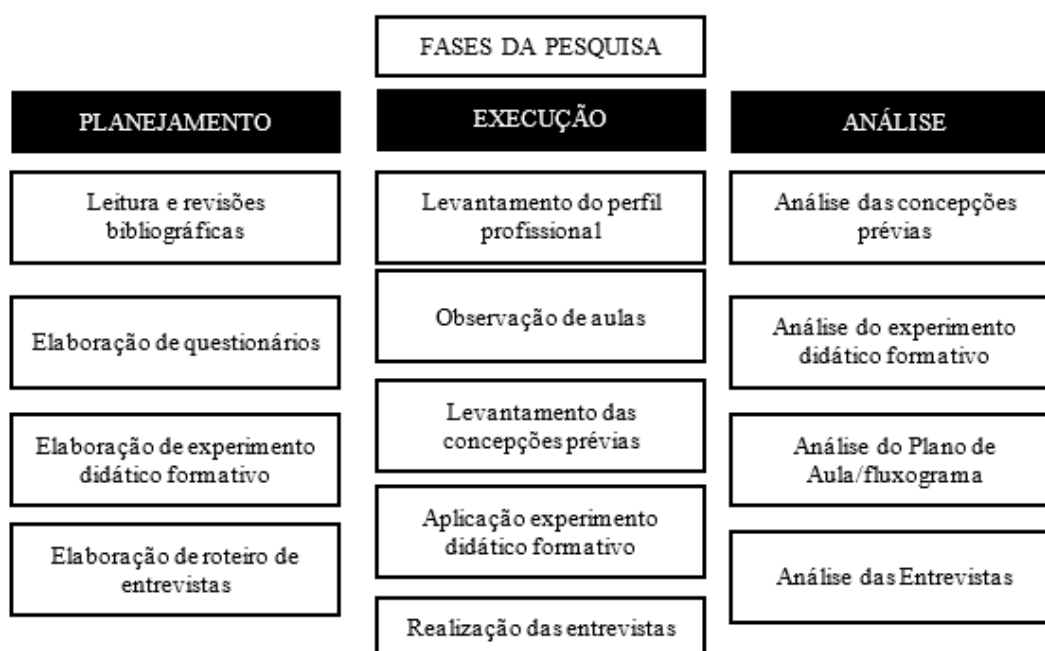 FASES DA PESQUISA
PLANEJAMENTO
Leitura e revisões
bibliográficas
Elaboração de questionários
Elaboração de experimento
didático formativo
Elaboração de roteiro de
entrevistas
EXECUÇÃO
Levantamento do perfil
profissional
Observação de aulas
Levantamento das
concepções prévias
Aplicação experimento
didático formativo
Realização das entrevistas
ANÁLISE
Análise das concepções
prévias
Análise do experimento
didático formativo
Análise do Plano de
Aula/fluxograma
Análise das Entrevistas